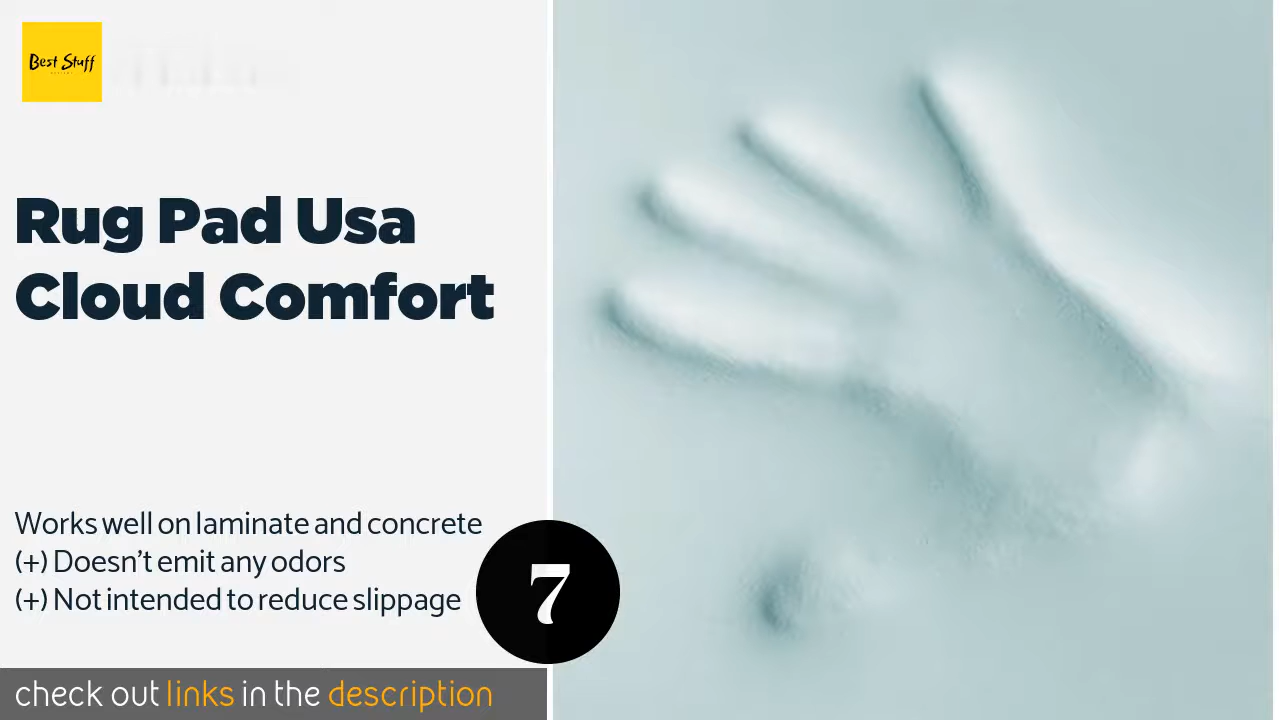 Best Stuff
Rug Pad Usa
Cloud Comfort
Works well on laminate and concrete
(+) Doesn't emit any odors
(+) Not intended to reduce slippage
7
check out links in the description